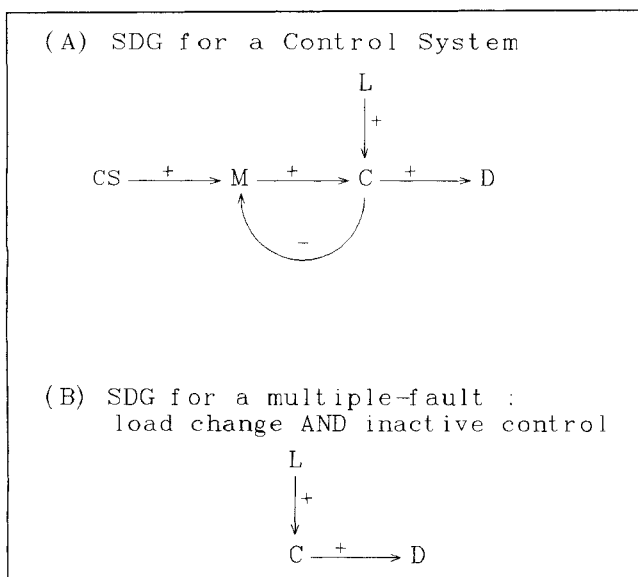 (A) SDG for a Control System
L
+
CS + M + C + D
−
(B) SDG for a multiple-fault :
load change AND inactive control
L
+
C + D